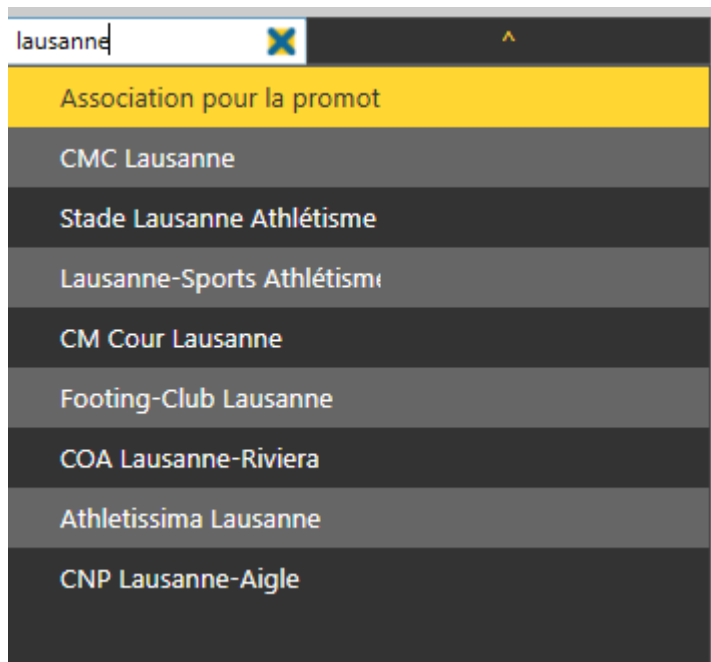 lausanne
^
Association pour la promot
CMC Lausanne
Stade Lausanne Athlétisme
Lausanne-Sports Athlétisme
CM Cour Lausanne
Footing-Club Lausanne
COA Lausanne-Riviera
Athletissima Lausanne
CNP Lausanne-Aigle